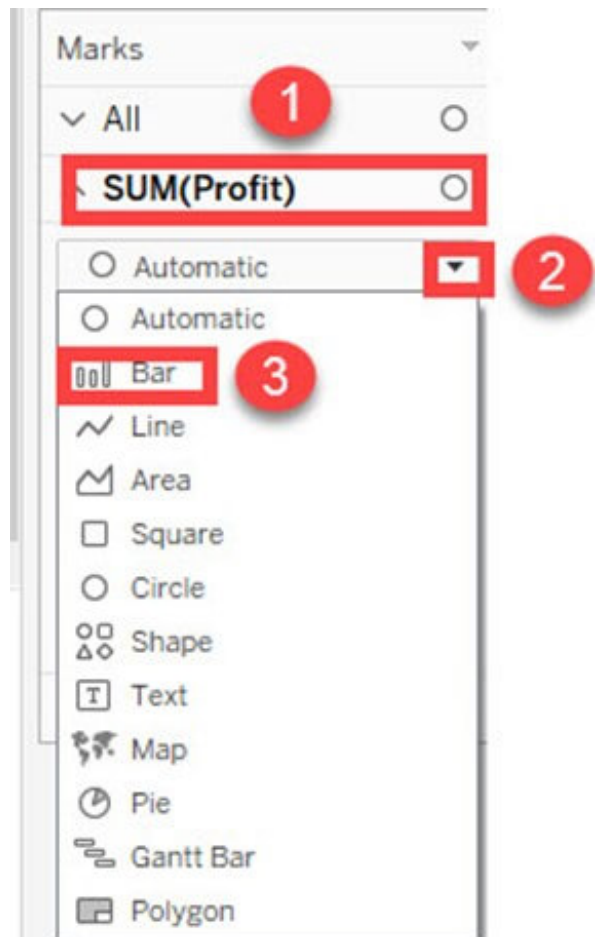 Marks
1
All
SUM(Profit)
Automatic
2
Automatic
Bar
3
Line
Area
Square
Circle
Shape
T Text
Map
Pie
Gantt Bar
Polygon